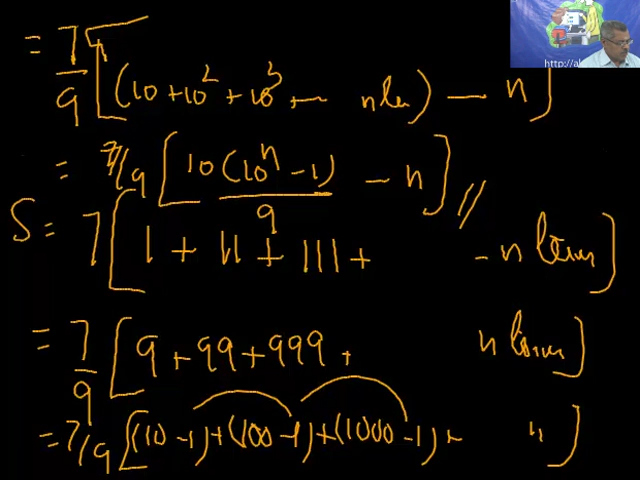 = 7/9 [(10 + 10² + 10³ + — n ter) — n]
= 7/9 [10(10ⁿ - 1)/9 - n] //
S = 7[1 + 11 + 111 + - n terms]
= 7/9 [9 + 99 + 999 + n terms]
= 7/9 [(10 - 1) + (100 - 1) + (1000 - 1) + " ]